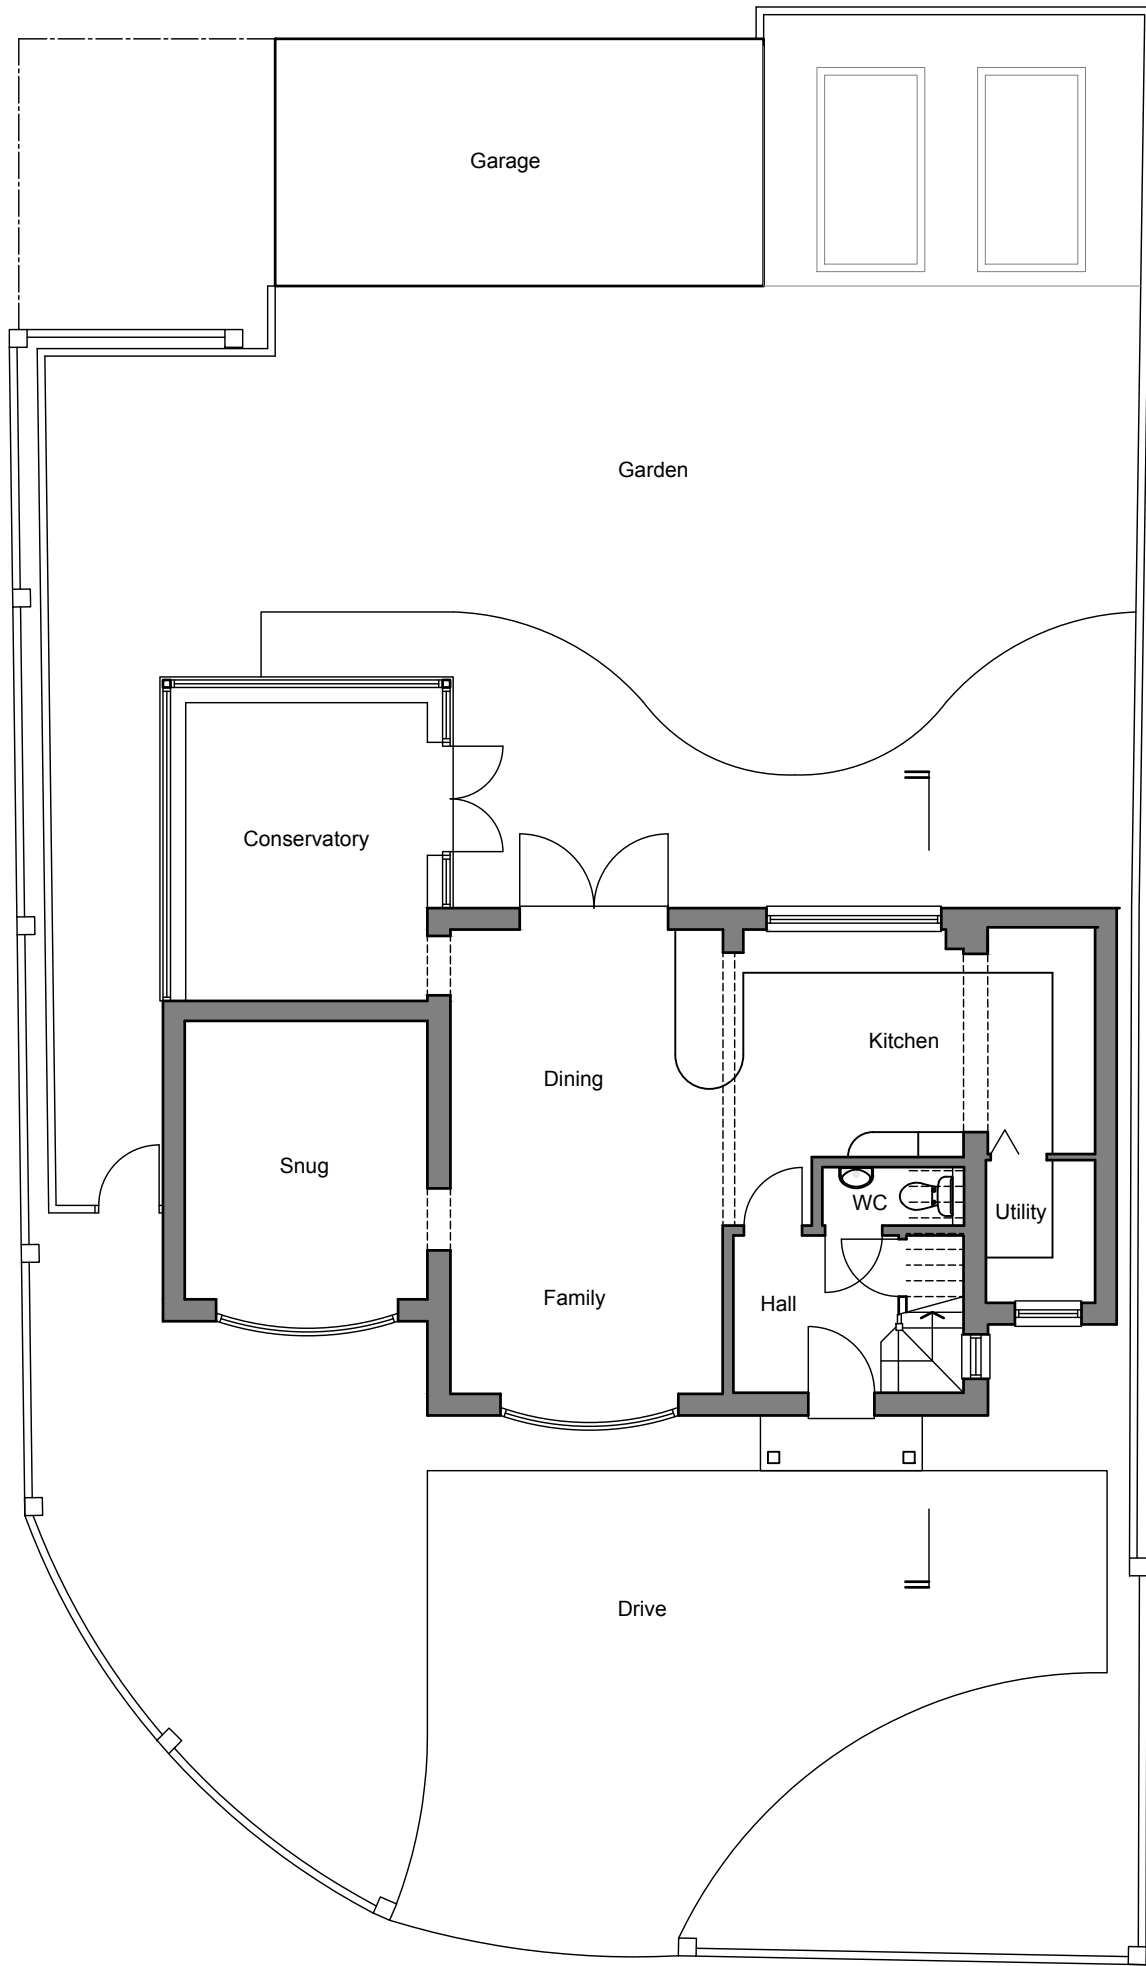 Garage
Garden
Conservatory
Kitchen
Dining
Snug
WC
Utility
Family
Hall
Drive